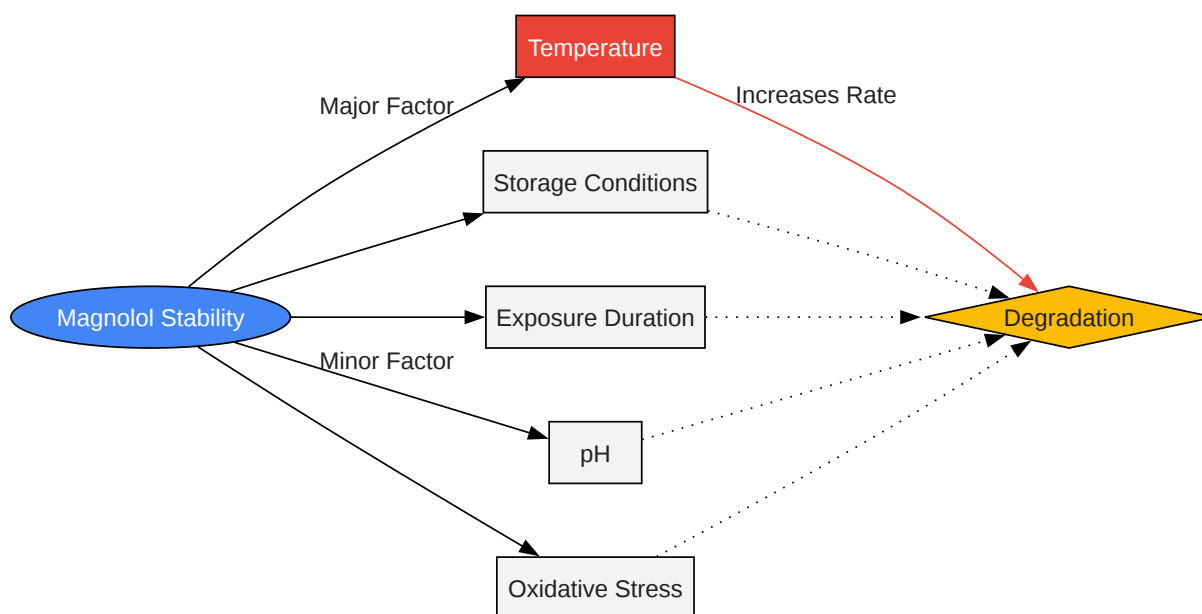 Temperature
Increases Rate
Major Factor
Storage Conditions
Magnolol Stability
Exposure Duration
Degradation
Minor Factor
pH
Oxidative Stress